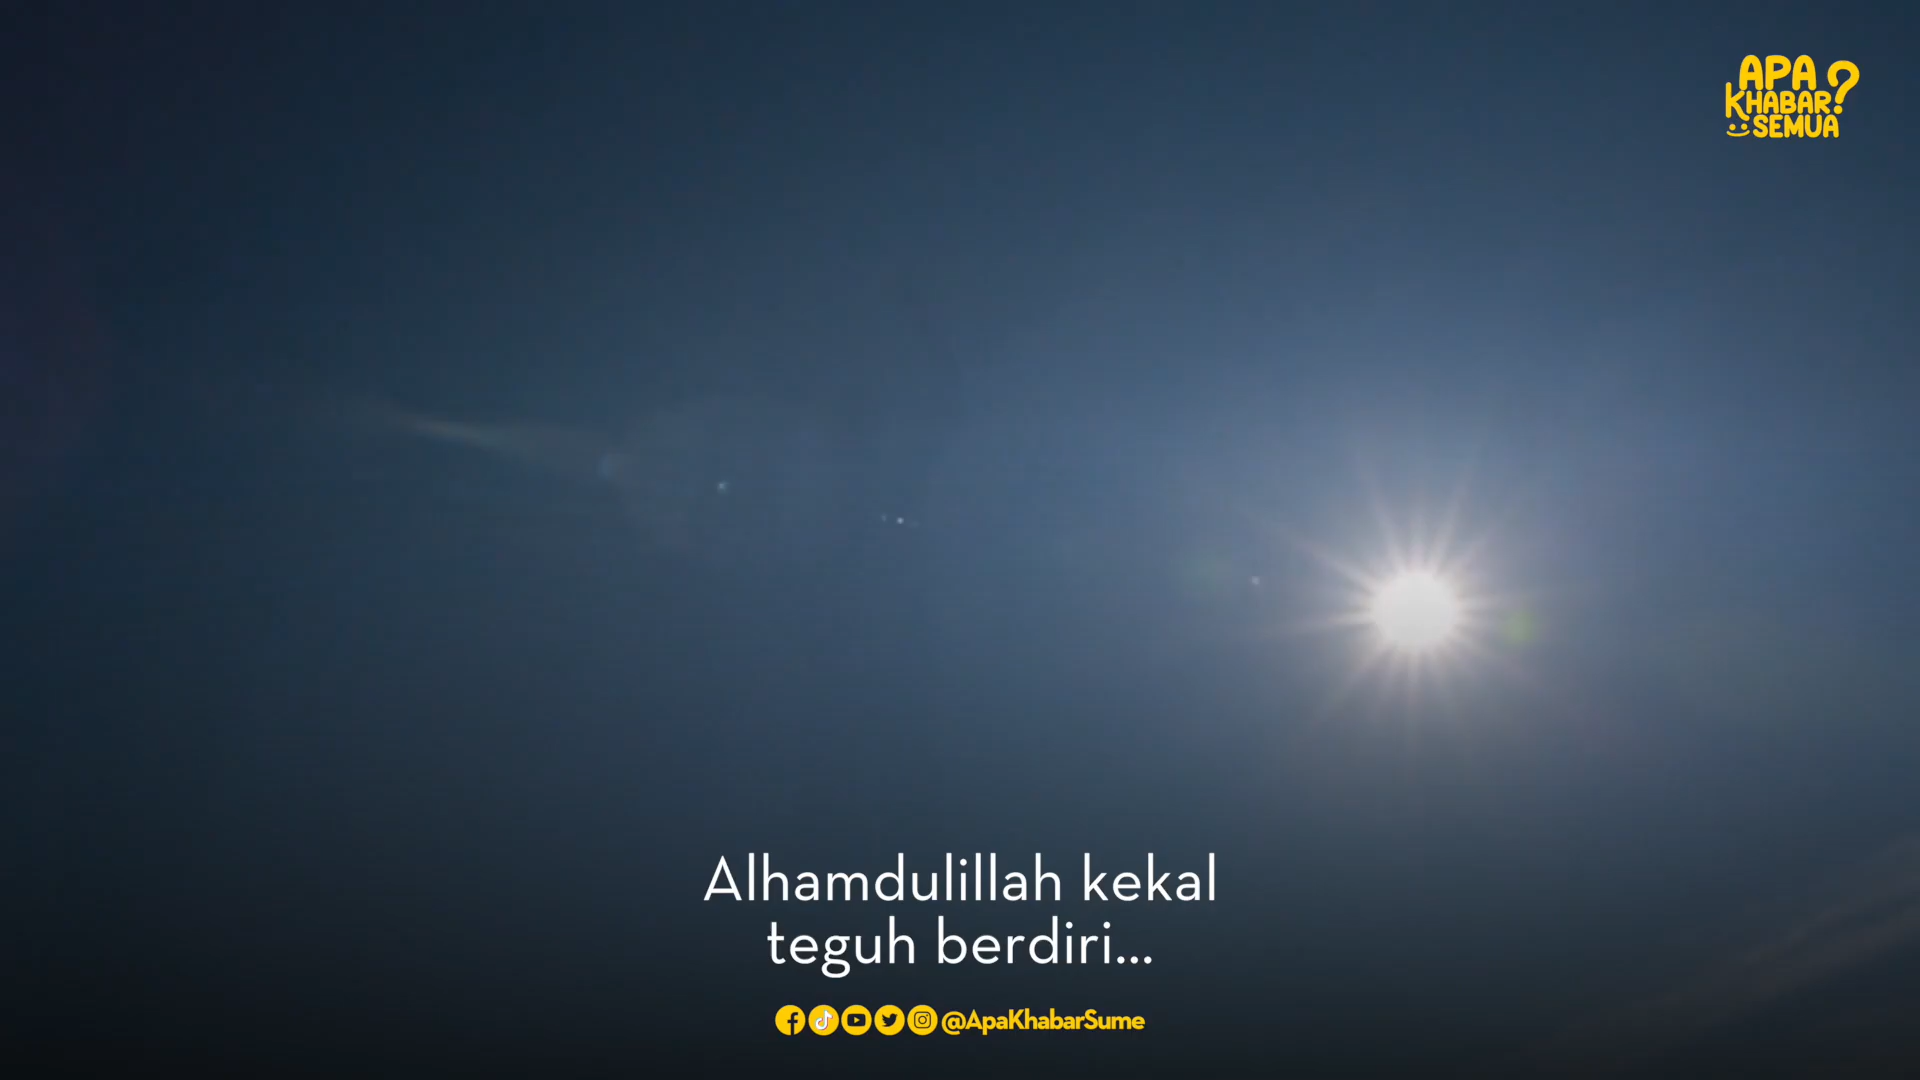 APA
KHABAR?
SEMUA
Alhamdulillah kekal
teguh berdiri...
@ApaKhabarSume